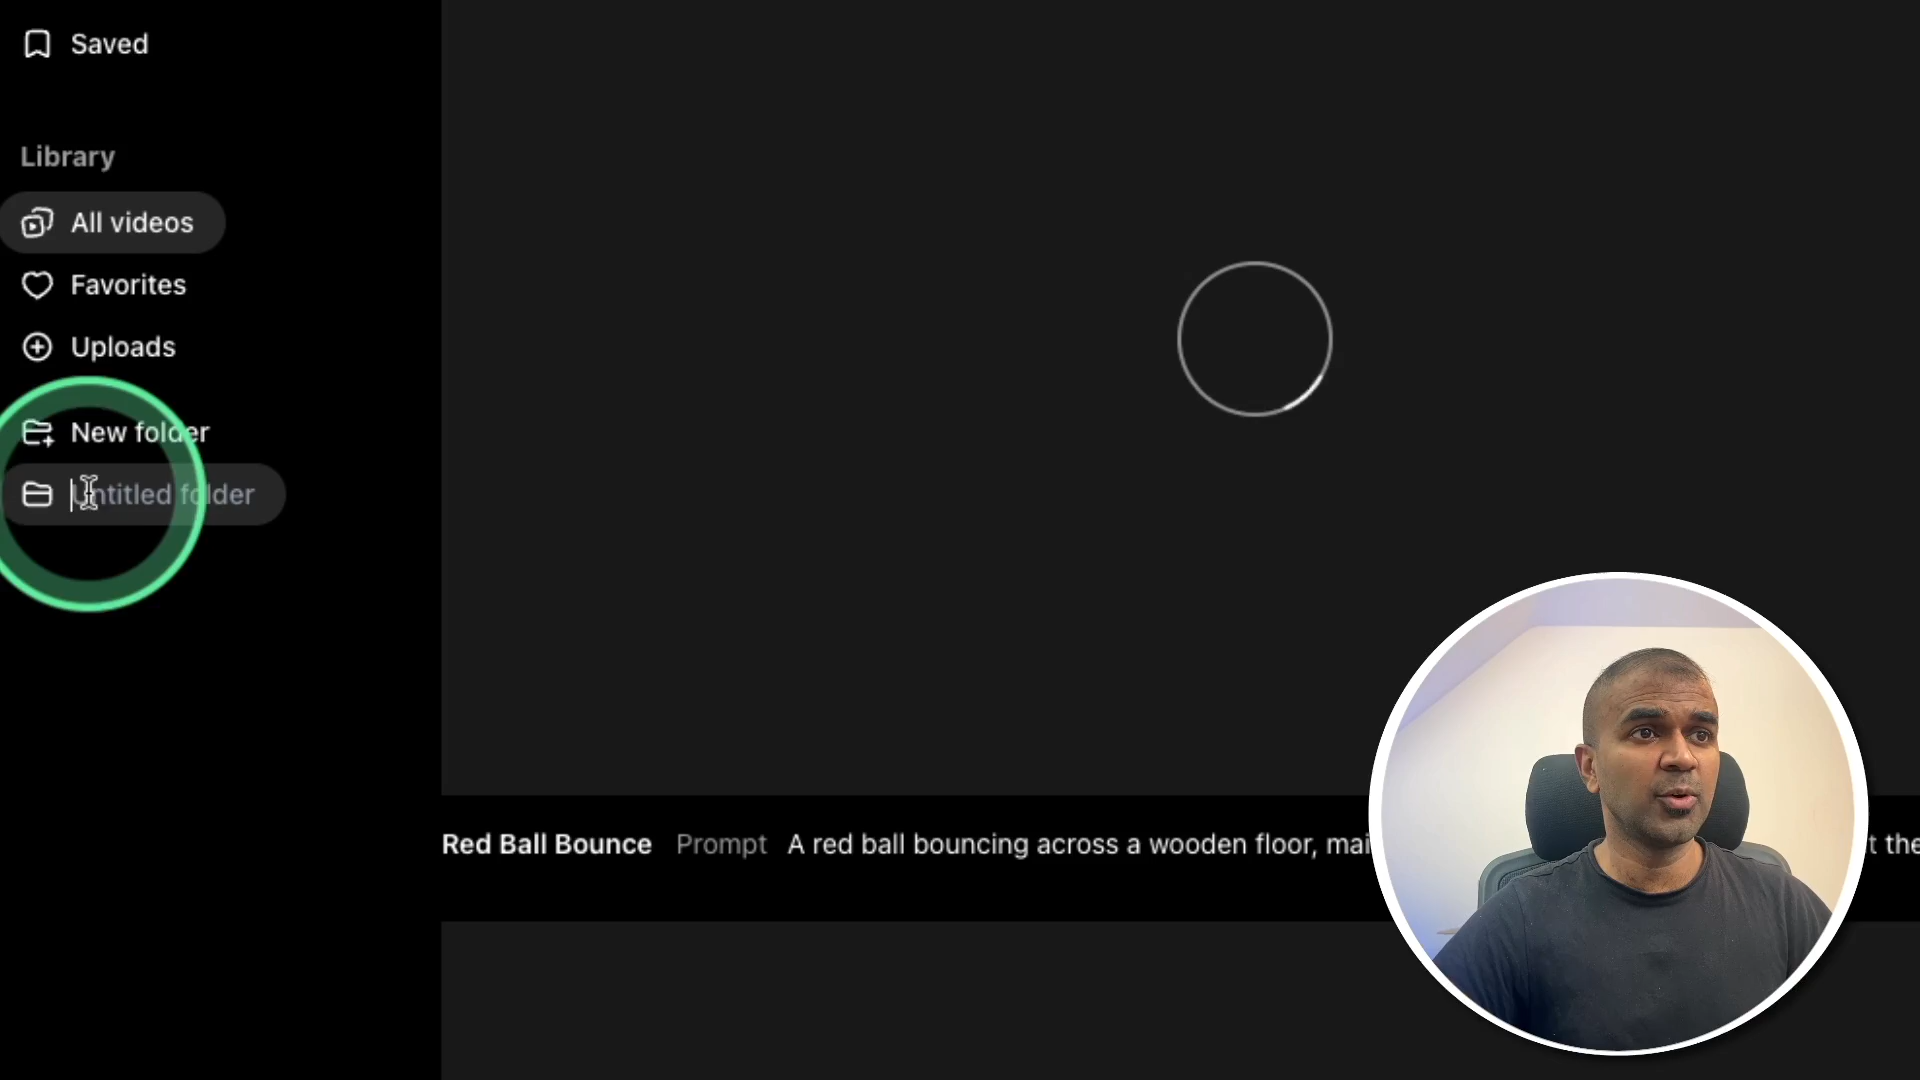 Saved
Library
All videos
Favorites
Uploads
New folder
Untitled folder
Red Ball Bounce Prompt A red ball bouncing across a wooden floor, mai t the